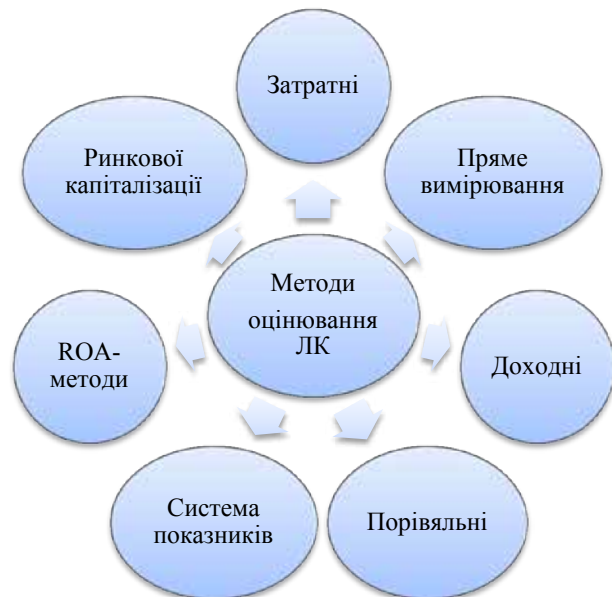 Затратні
Ринкової
капіталізації
Пряме
вимірювання
Методи
оцінювання
ЛК
ROA-
методи
Доходні
Система
показників
Порівяльні